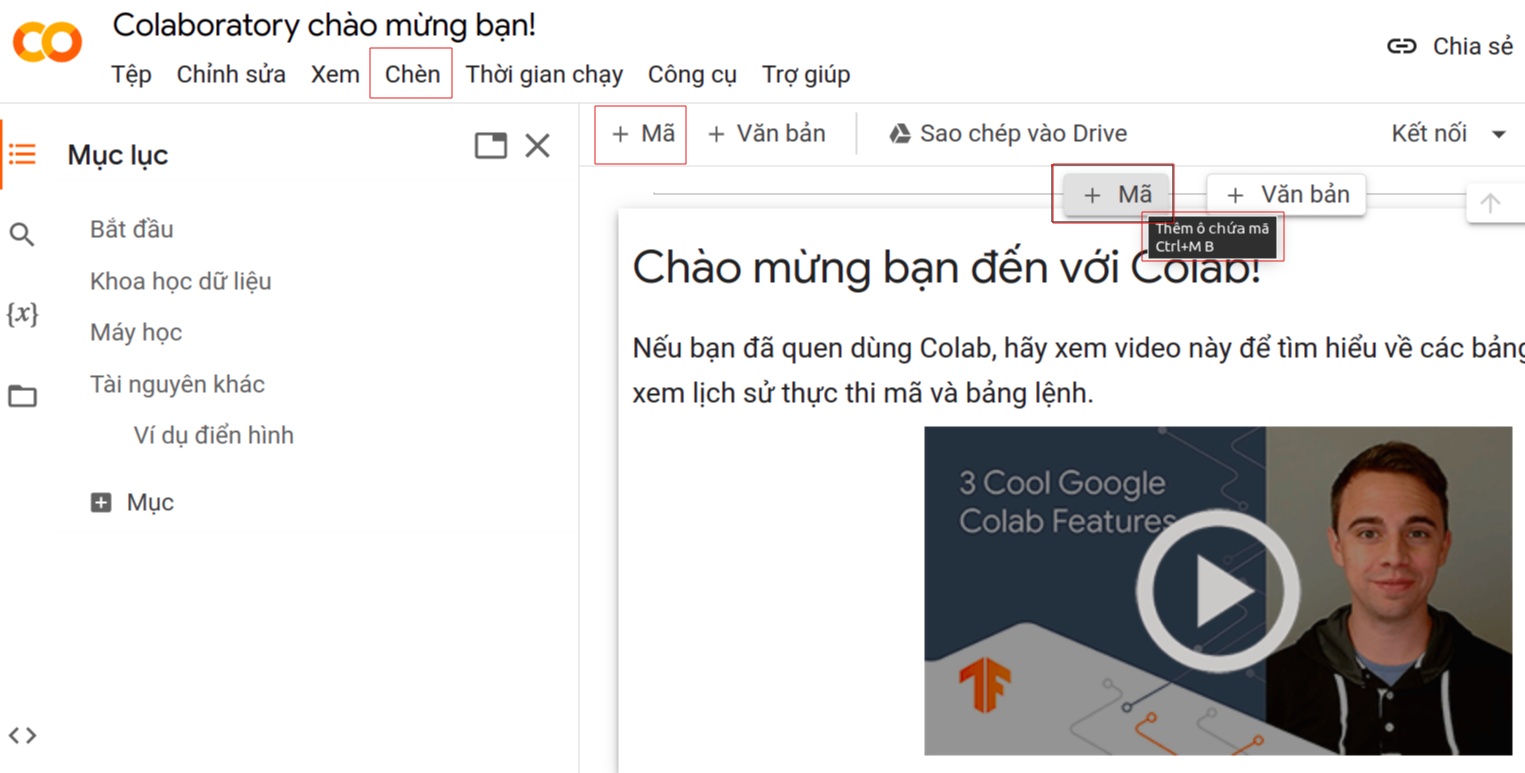 Colaboratory chào mừng bạn!
Chia sẻ
Tệp Chỉnh sửa Xem Chèn Thời gian chạy Công cụ Trợ giúp
Mục lục
Bắt đầu
Khoa học dữ liệu
Máy học
Tài nguyên khác
Ví dụ điển hình
Mục
{x}
+ Mã + Văn bản Sao chép vào Drive Kết nối
+ Mã + Văn bản
Thêm ô chứa mã
Ctrl+M B
Chào mừng bạn đến với Colab!
Nếu bạn đã quen dùng Colab, hãy xem video này để tìm hiểu về các bảng
xem lịch sử thực thi mã và bảng lệnh.
3 Cool Google
Colab Features